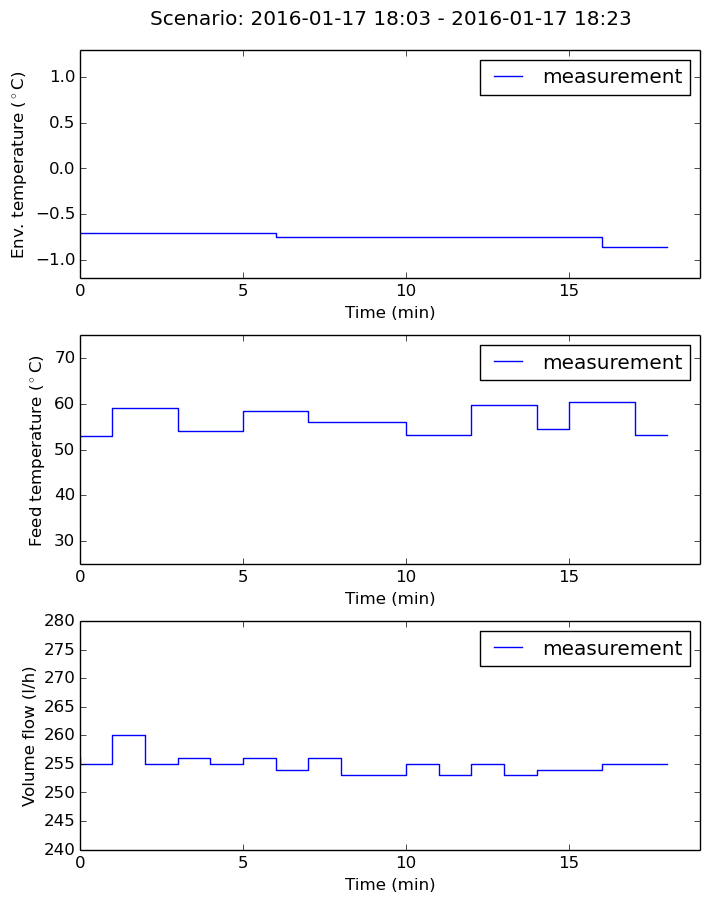 Scenario: 2016-01-17 18:03 - 2016-01-17 18:23
measurement
1.0
0.5
0.0
−0.5
−1.0
Env. temperature (°C)
0 5 10 15
Time (min)
measurement
70
60
50
40
30
Feed temperature (°C)
0 5 10 15
Time (min)
measurement
280
275
270
265
260
255
250
245
240
Volume flow (l/h)
0 5 10 15
Time (min)